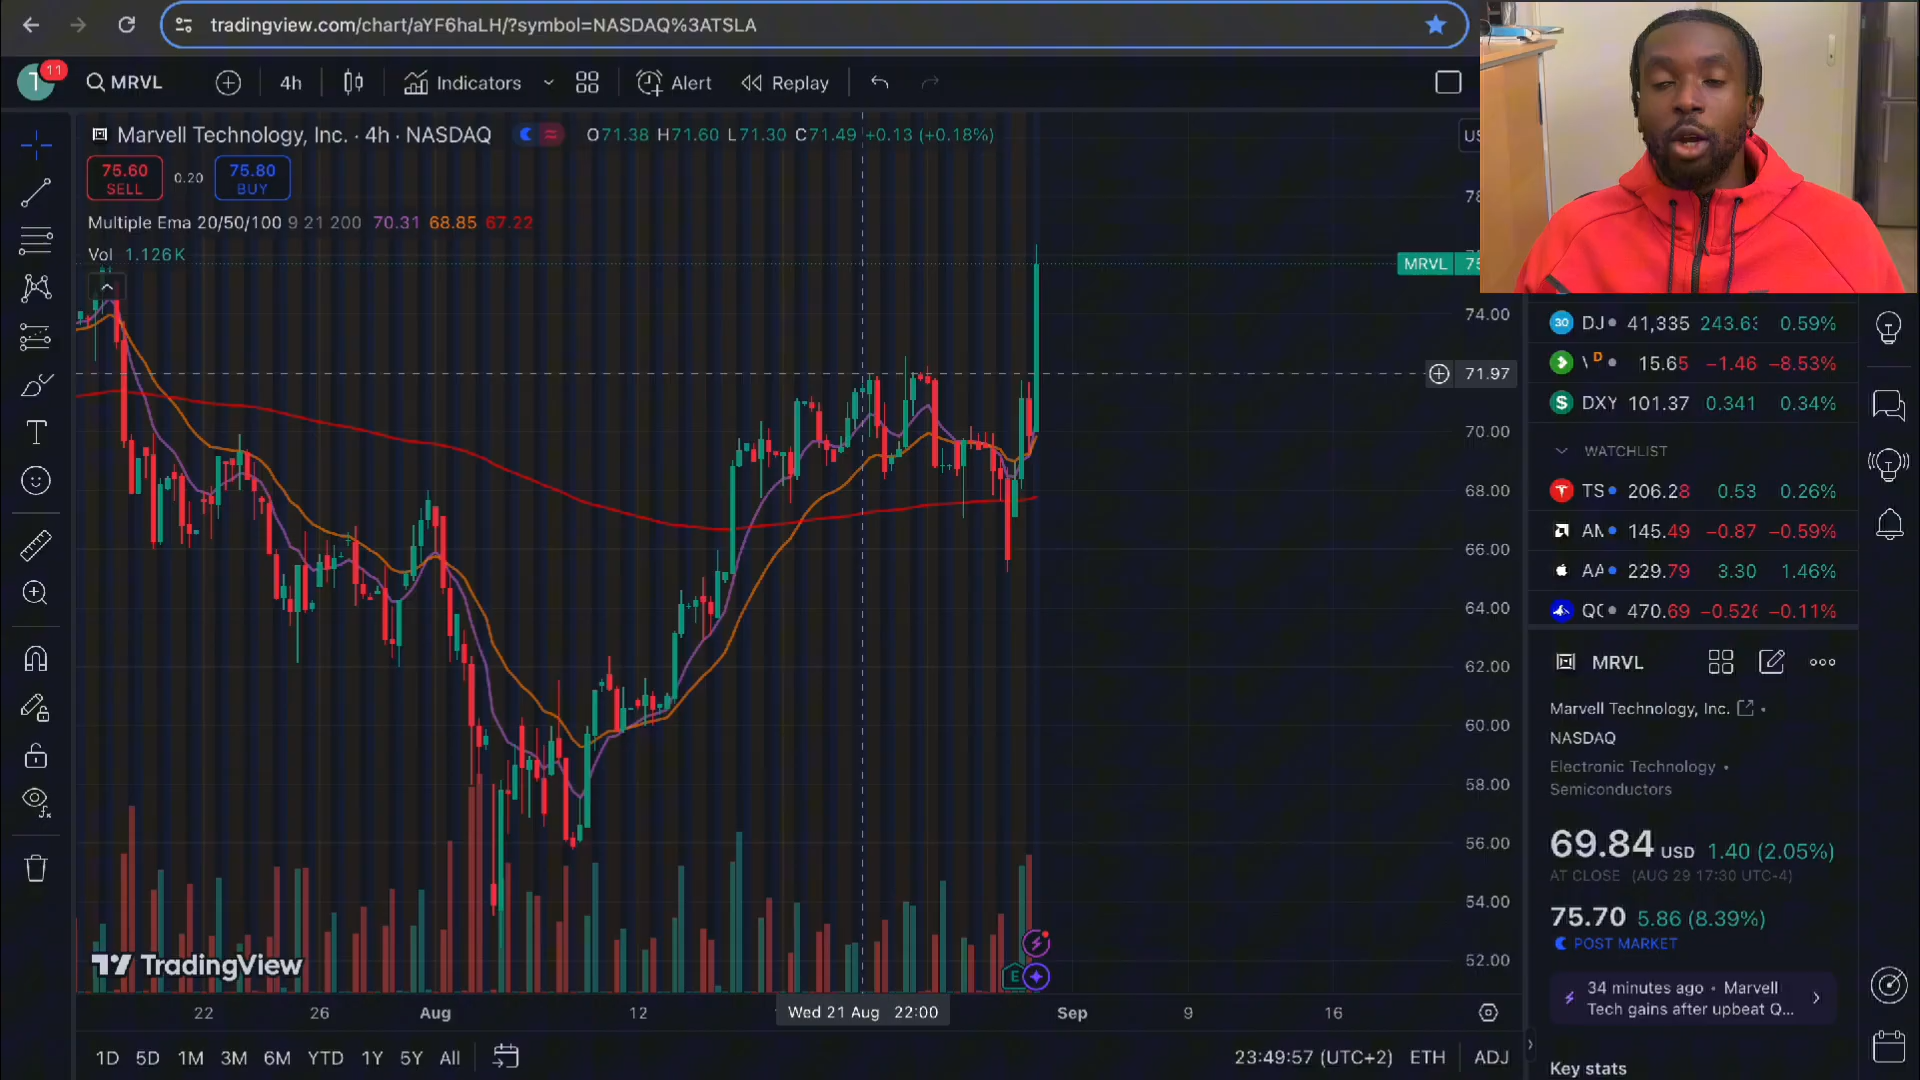 tradingview.com/chart/aYF6haLH/?symbol=NASDAQ%3ATSLA
T 11 MRVL 4h Indicators Alert Replay
Marvell Technology, Inc. · 4h · NASDAQ O71.38 H71.60 L71.30 C71.49 +0.13 (+0.18%)
75.60 SELL 0.20 75.80 BUY
Multiple Ema 20/50/100 9 21 200 70.31 68.85 67.22
Vol 1.126K
MRVL
74.00
71.97
70.00
68.00
66.00
64.00
62.00
60.00
58.00
56.00
54.00
52.00
30 DJ 41,335 0.59%
D 15.65 −1.46 −8.53%
S DXY 101.37 0.341 0.34%
WATCHLIST
TS 206.28 0.53 0.26%
145.49 −0.87 −0.59%
AA 229.79 3.30 1.46%
470.69 −0.11%
MRVL
Marvell Technology, Inc.
NASDAQ
Electronic Technology •
Semiconductors
69.84 USD 1.40 (2.05%)
AT CLOSE (AUG 29 17:30 UTC-4)
75.70 5.86 (8.39%)
POST MARKET
34 minutes ago • Marvell
Tech gains after upbeat Q...
Key stats
E
TradingView
22 26 Aug 12 Wed 21 Aug 22:00 Sep 9 16
1D 5D 1M 3M 6M YTD 1Y 5Y All 23:49:57 (UTC+2) ETH ADJ